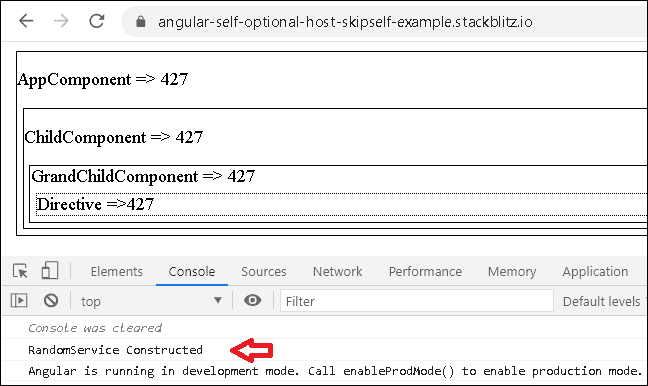 angular-self-optional-host-skipself-example.stackblitz.io
AppComponent => 427
ChildComponent => 427
GrandChildComponent => 427
Directive =>427
Elements Console Sources Network Performance Memory Application
top Filter Default levels
Console was cleared
RandomService Constructed
Angular is running in development mode. Call enableProdMode() to enable production mode.